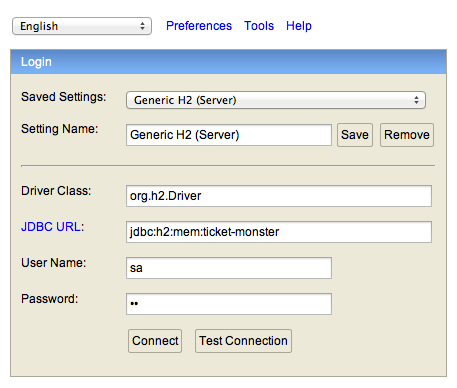 English Preferences Tools Help
Login
Saved Settings: Generic H2 (Server)
Setting Name: Generic H2 (Server) Save Remove
Driver Class: org.h2.Driver
JDBC URL: jdbc:h2:mem:ticket-monster
User Name: sa
Password: ••
Connect Test Connection